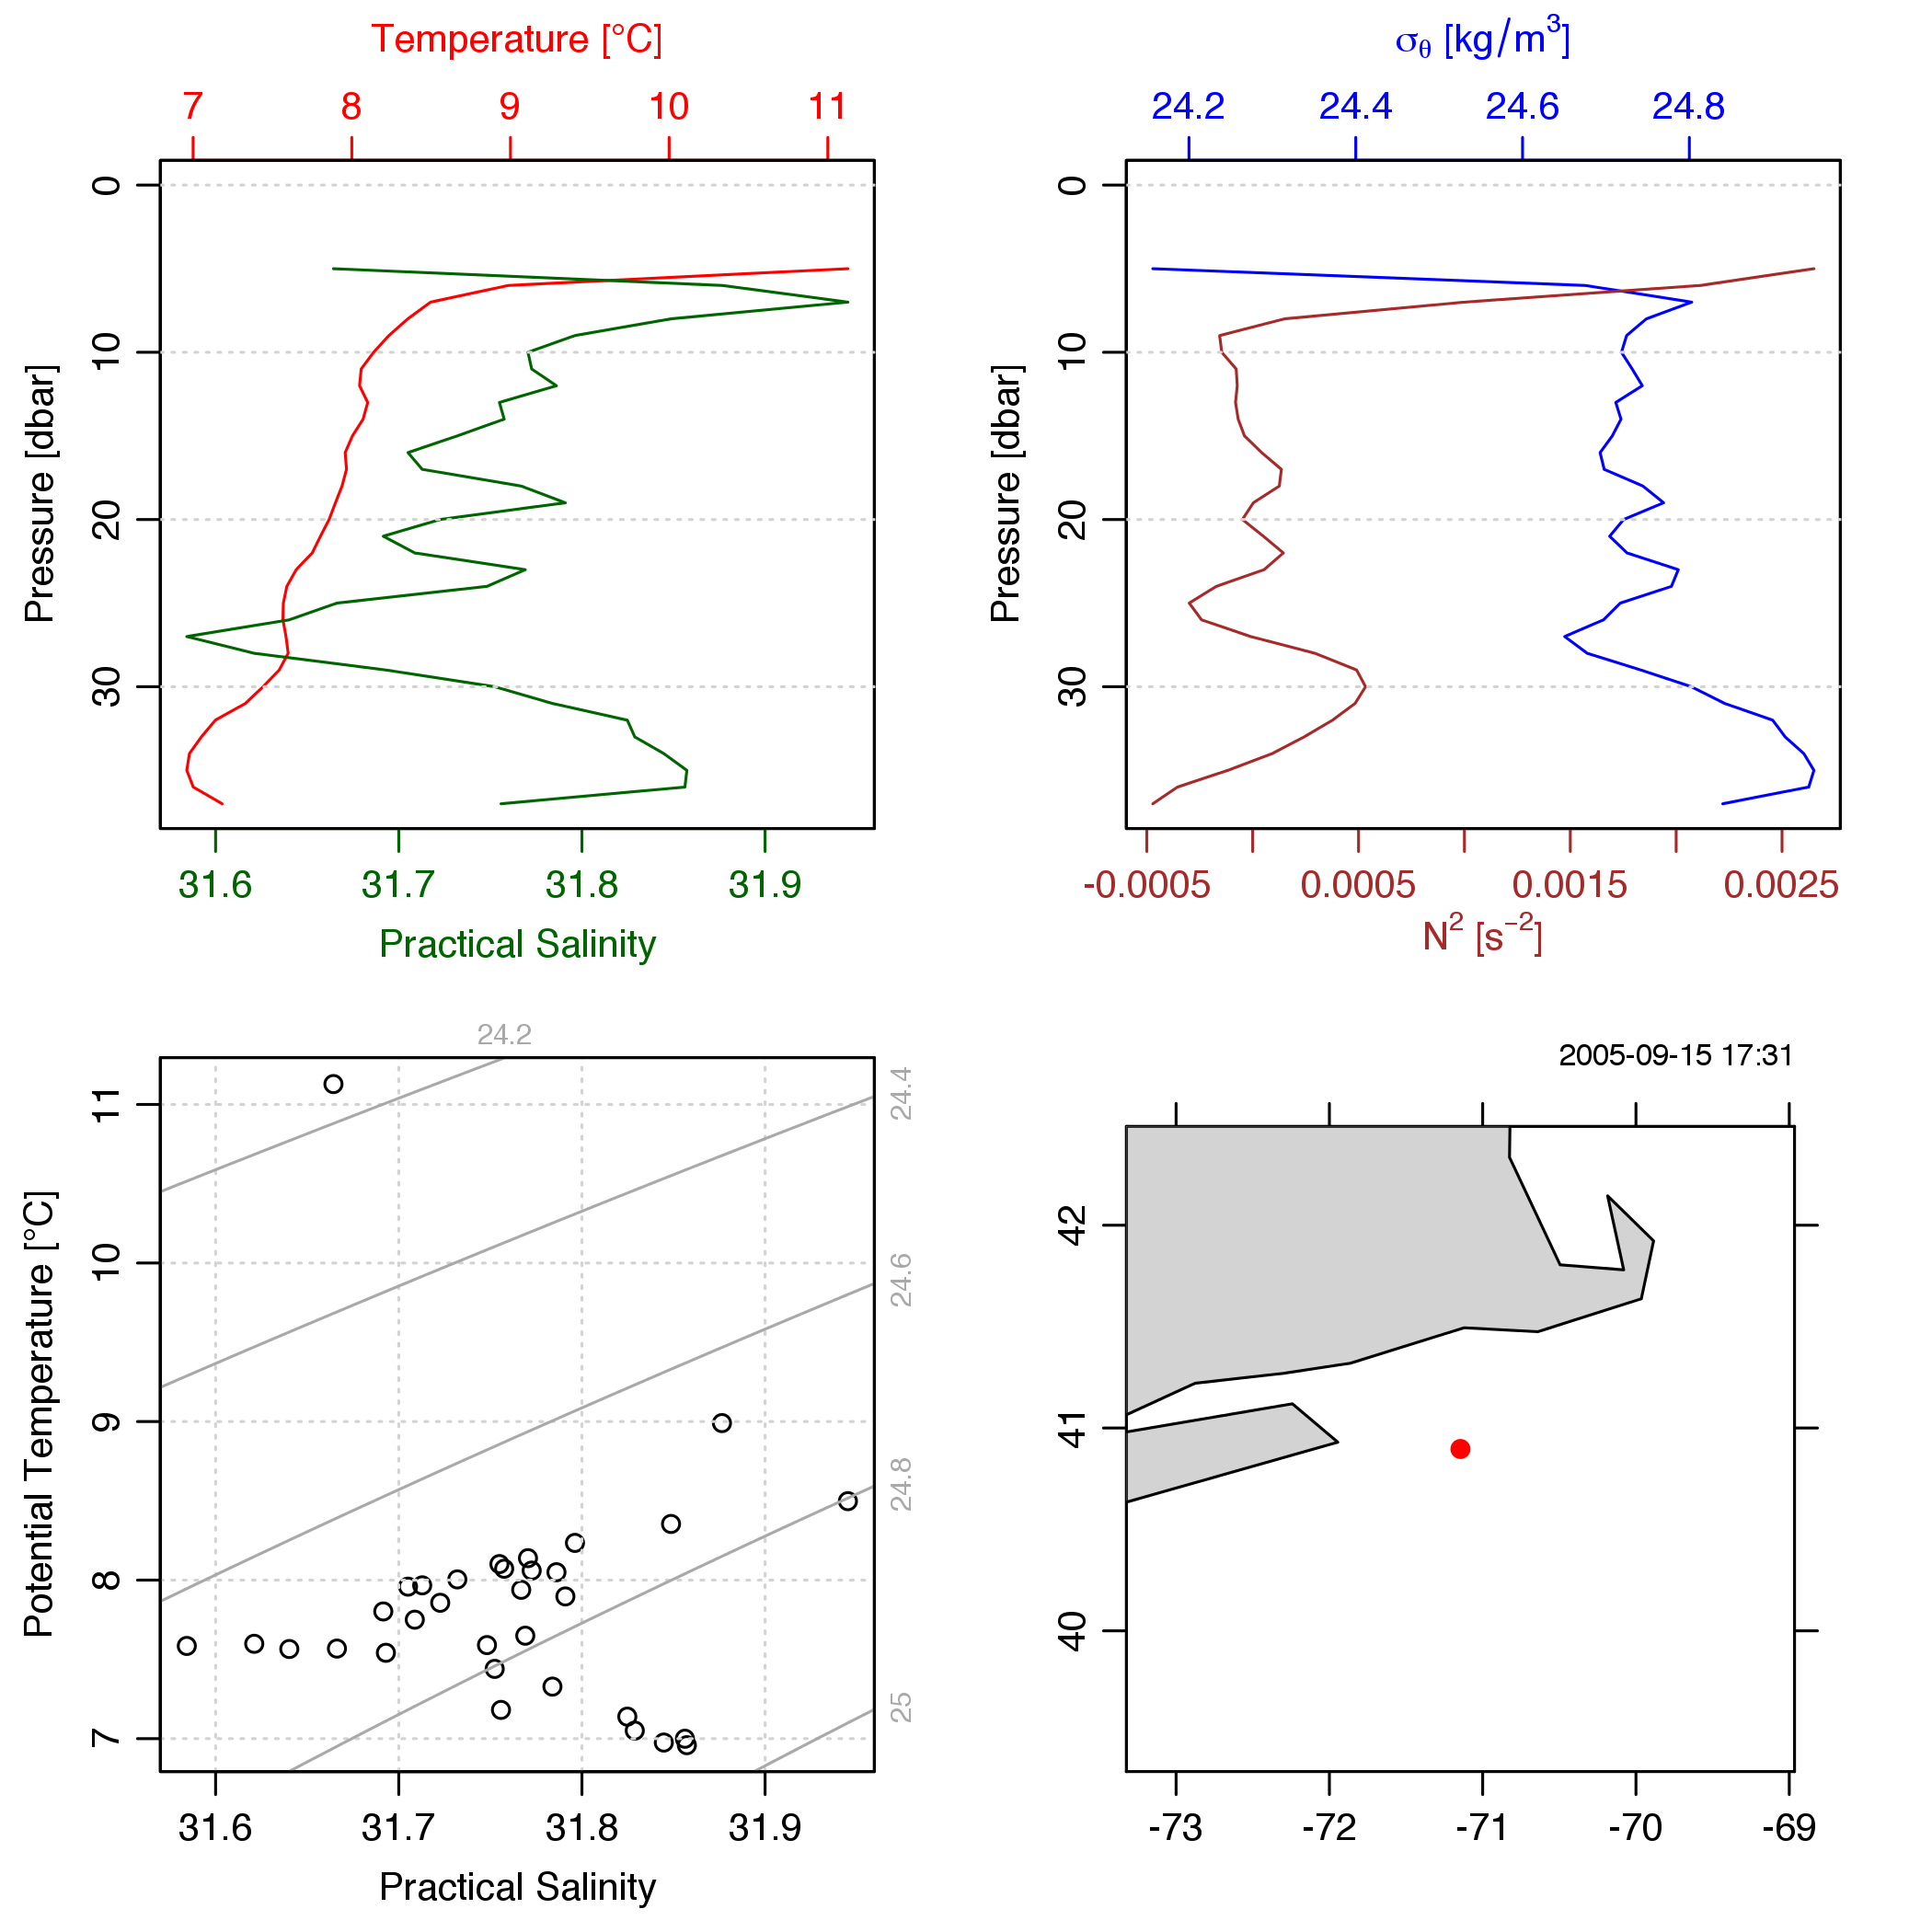 Temperature [°C]
7 8 9 10 11
0
10
20
30
Pressure [dbar]
31.6 31.7 31.8 31.9
Practical Salinity
σθ [kg/m³]
24.2 24.4 24.6 24.8
0
10
20
30
Pressure [dbar]
-0.0005 0.0005 0.0015 0.0025
N² [s⁻²]
24.2
24.4
24.6
24.8
25
11
10
9
8
7
Potential Temperature [°C]
31.6 31.7 31.8 31.9
Practical Salinity
2005-09-15 17:31
42
41
40
-73 -72 -71 -70 -69